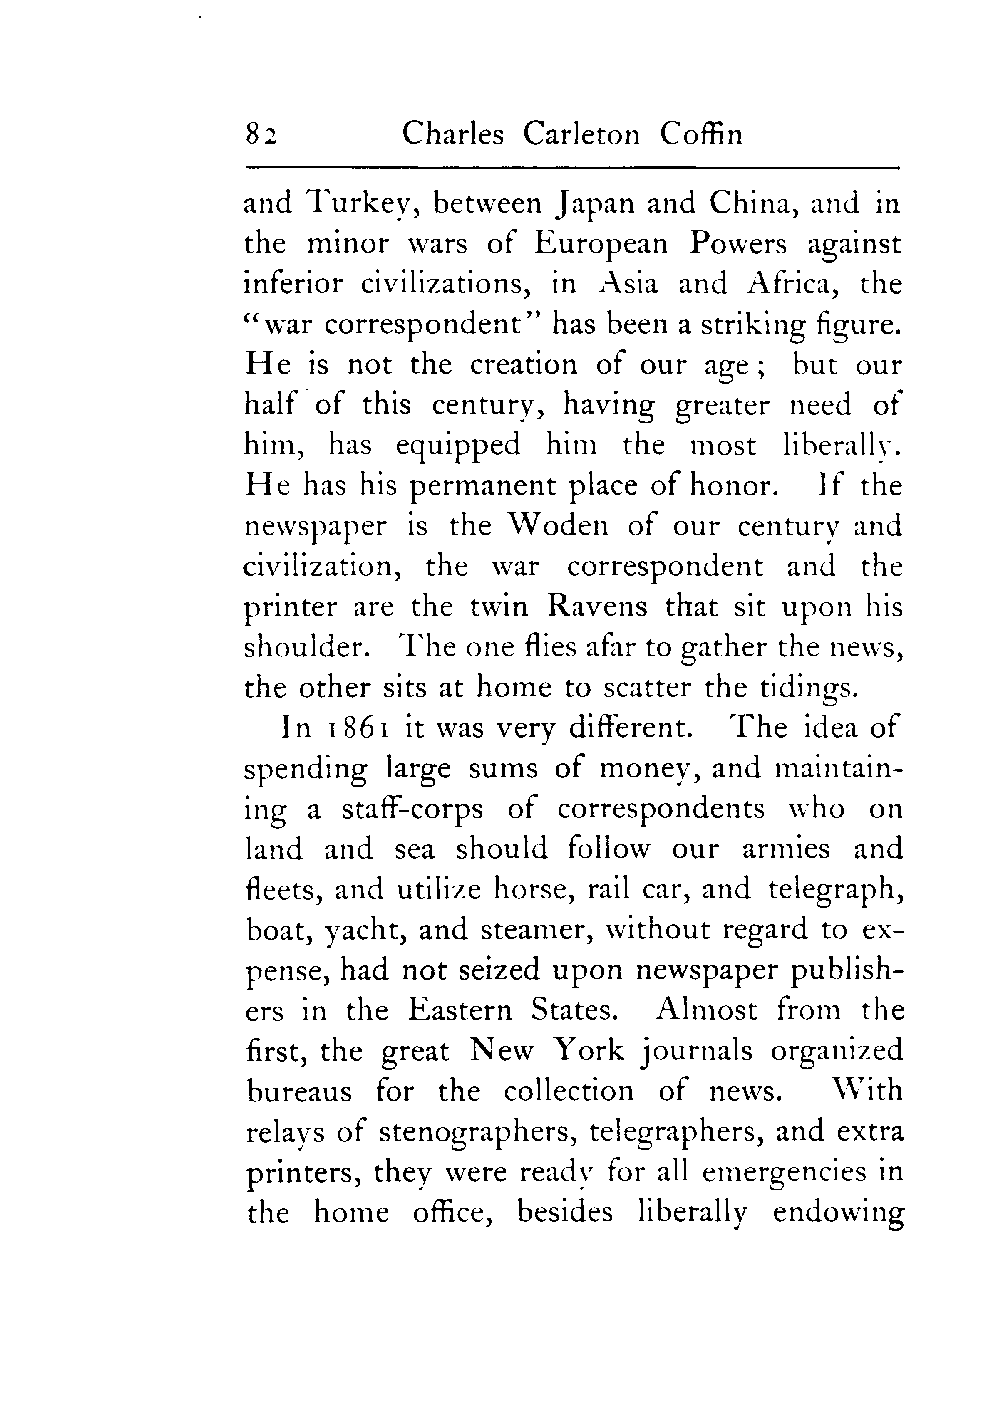 82 Charles Carleton Coffin
and Turkey, between Japan and China, and in
the minor wars of European Powers against
inferior civilizations, in Asia and Africa, the
“war correspondent” has been a striking figure.
He is not the creation of our age; but our
half of this century, having greater need of
him, has equipped him the most liberally.
He has his permanent place of honor. If the
newspaper is the Woden of our century and
civilization, the war correspondent and the
printer are the twin Ravens that sit upon his
shoulder. The one flies afar to gather the news,
the other sits at home to scatter the tidings.
In 1861 it was very different. The idea of
spending large sums of money, and maintain-
ing a staff-corps of correspondents who on
land and sea should follow our armies and
fleets, and utilize horse, rail car, and telegraph,
boat, yacht, and steamer, without regard to ex-
pense, had not seized upon newspaper publish-
ers in the Eastern States. Almost from the
first, the great New York journals organized
bureaus for the collection of news. With
relays of stenographers, telegraphers, and extra
printers, they were ready for all emergencies in
the home office, besides liberally endowing